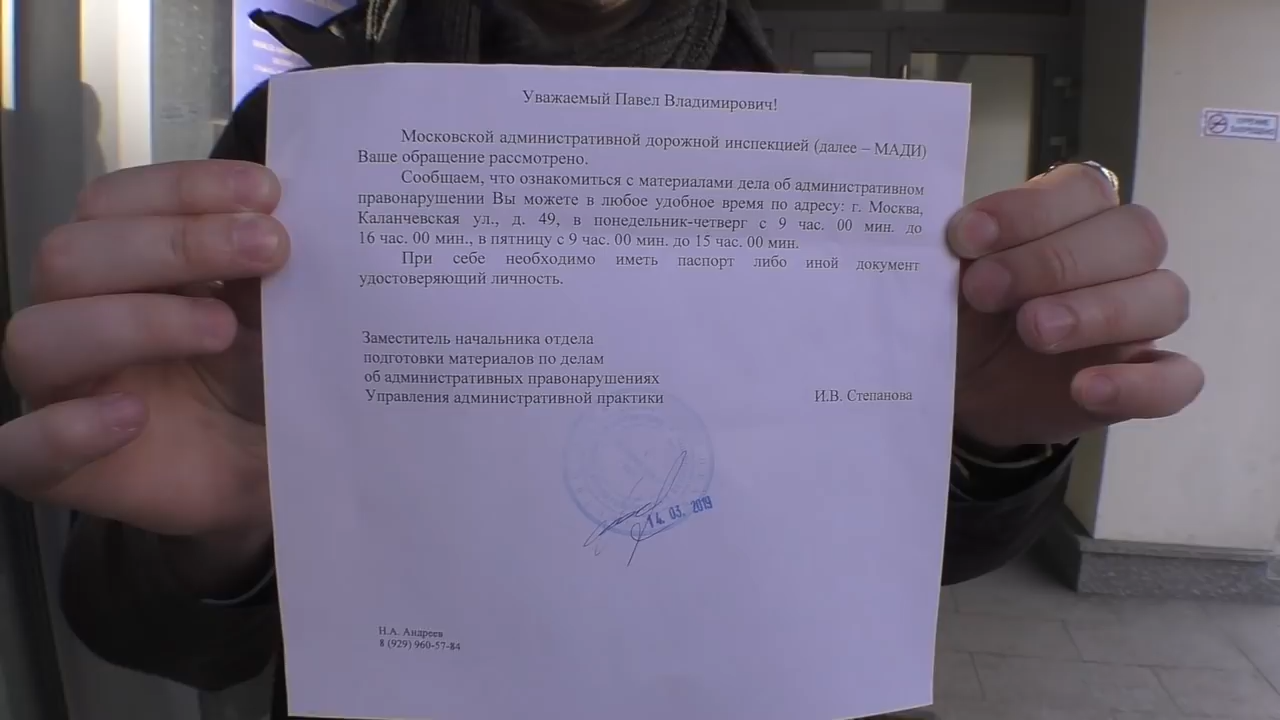 Уважаемый Павел Владимирович!
Московской административной дорожной инспекцией (далее – МАДИ)
Ваше обращение рассмотрено.
Сообщаем, что ознакомиться с материалами дела об административном
правонарушении Вы можете в любое удобное время по адресу: г. Москва,
Каланчевская ул., д. 49, в понедельник-четверг с 9 час. 00 мин. до
16 час. 00 мин., в пятницу с 9 час. 00 мин. до 15 час. 00 мин.
При себе необходимо иметь паспорт либо иной документ
удостоверяющий личность.
Заместитель начальника отдела
подготовки материалов по делам
об административных правонарушениях
Управления административной практики И.В. Степанова
14. 03. 2019
Н.А. Андреев
8 (929) 960-57-84